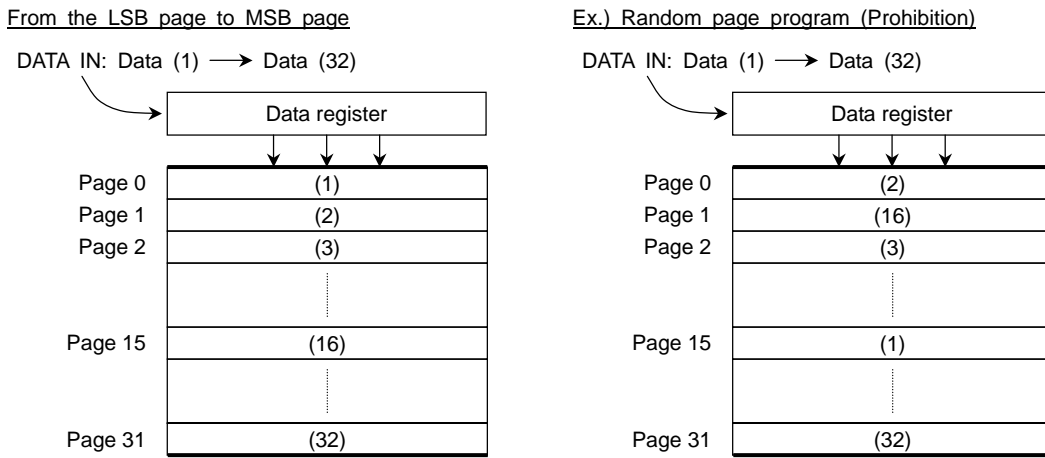 From the LSB page to MSB page
DATA IN: Data (1) → Data (32)
Data register
Page 0 (1)
Page 1 (2)
Page 2 (3)
Page 15 (16)
Page 31 (32)
Ex.) Random page program (Prohibition)
DATA IN: Data (1) → Data (32)
Data register
Page 0 (2)
Page 1 (16)
Page 2 (3)
Page 15 (1)
Page 31 (32)